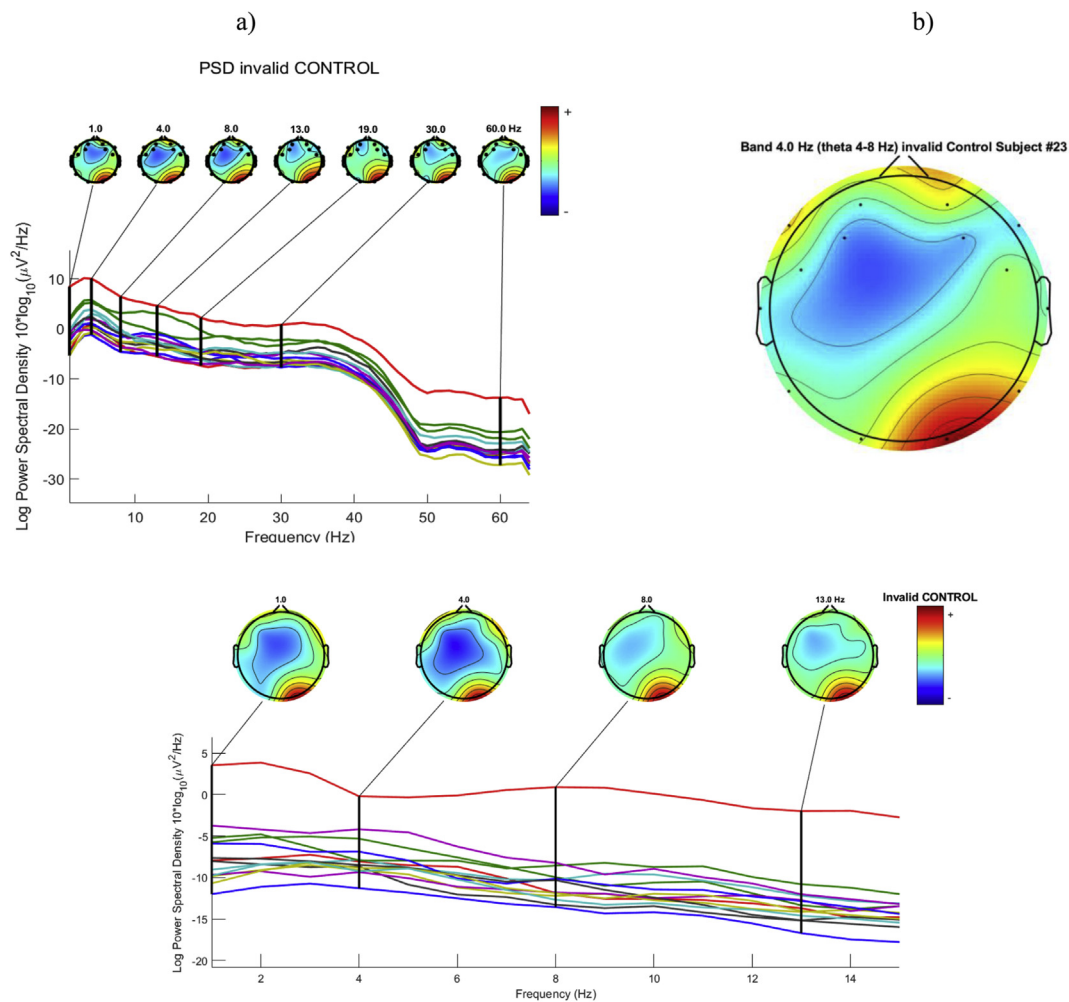 a)
b)
PSD invalid CONTROL
1.0 4.0 8.0 13.0 19.0 30.0 60.0 Hz
+
-
Log Power Spectral Density 10*log10(μV2/Hz)
10
0
-10
-20
-30
10 20 30 40 50 60
Frequency (Hz)
Band 4.0 Hz (theta 4-8 Hz) invalid Control Subject #23
1.0 4.0 8.0 13.0 Hz
Invalid CONTROL
+
-
Log Power Spectral Density 10*log10(μV2/Hz)
5
0
-5
-10
-15
-20
2 4 6 8 10 12 14
Frequency (Hz)